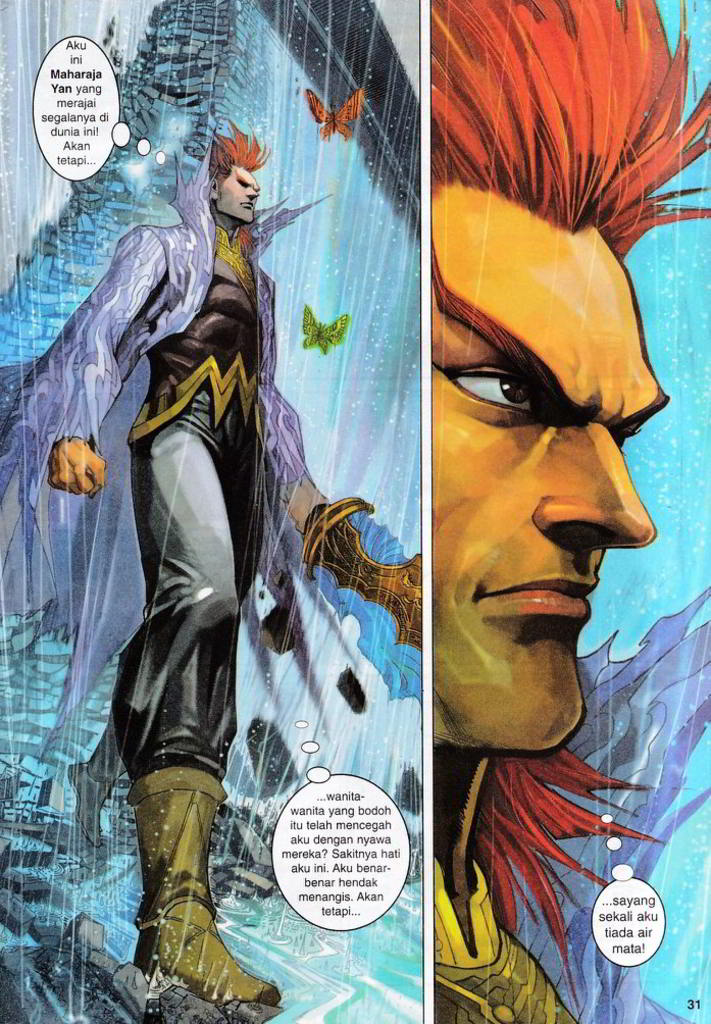 Aku
ini
Maharaja
Yan yang
merajai
segalanya di
dunia ini!
Akan
tetapi...
...wanita-
wanita yang bodoh
itu telah mencegah
aku dengan nyawa
mereka? Sakitnya hati
aku ini. Aku benar-
benar hendak
menangis. Akan
tetapi...
...sayang
sekali aku
tiada air
mata!
31